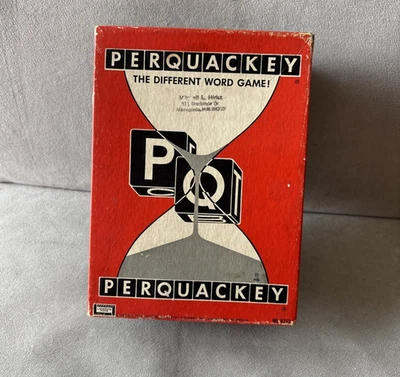 PERQUACKEY
THE DIFFERENT WORD GAME!
P
Q
PERQUACKEY